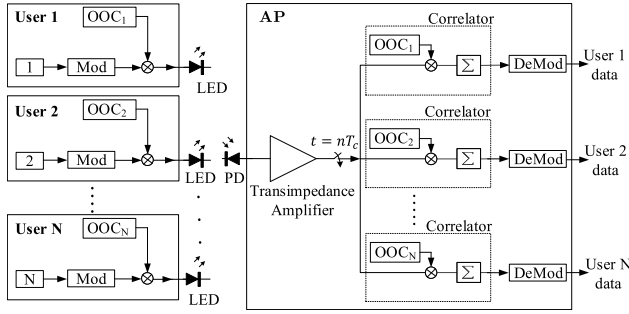 User 1
OOC1
1
Mod
LED
User 2
OOC2
2
Mod
LED
User N
OOCN
N
Mod
LED
PD
AP
Transimpedance
Amplifier
t = nTc
Correlator
OOC1
Σ
DeMod
User 1
data
Correlator
OOC2
Σ
DeMod
User 2
data
Correlator
OOCN
Σ
DeMod
User N
data